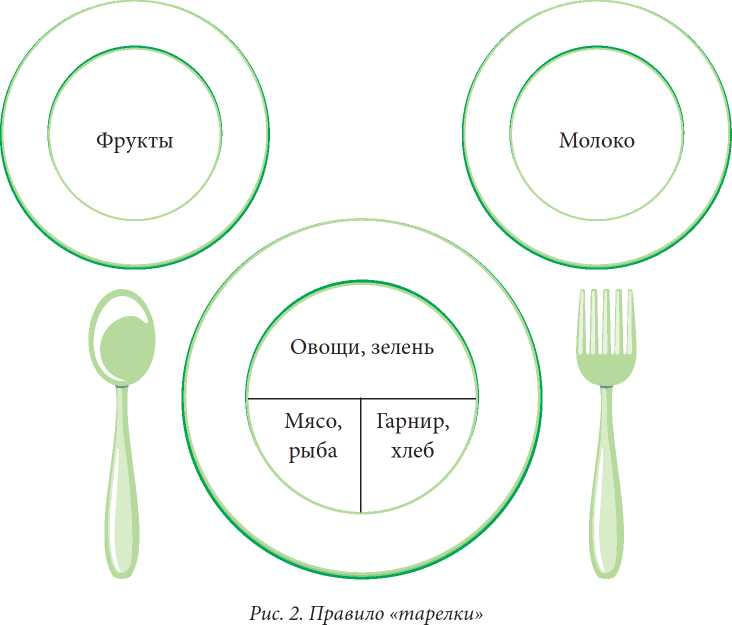 Фрукты
Молоко
Овощи, зелень
Мясо,
рыба
Гарнир,
хлеб
Рис. 2. Правило «тарелки»